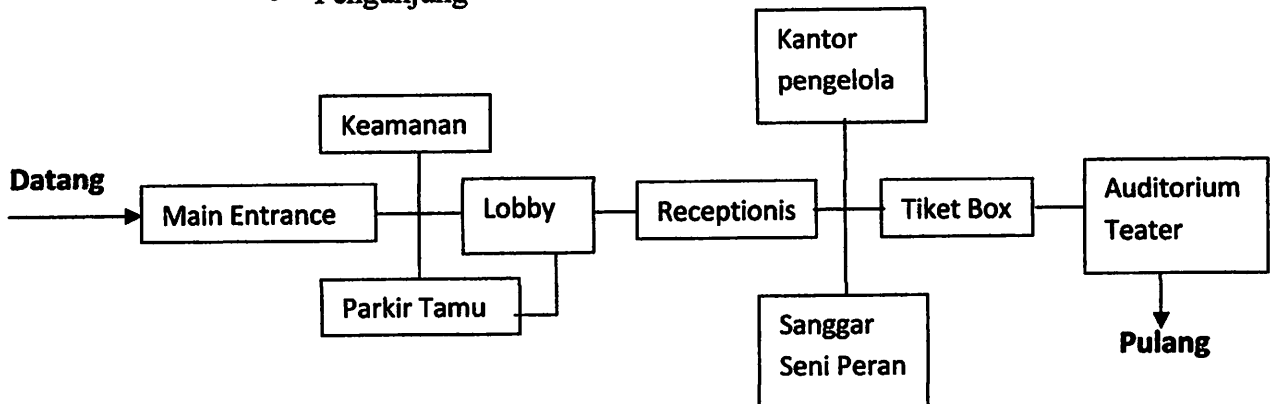 Pengunjung
Kantor
pengelola
Keamanan
Datang
Main Entrance
Lobby
Receptionis
Tiket Box
Auditorium
Teater
Parkir Tamu
Sanggar
Seni Peran
Pulang